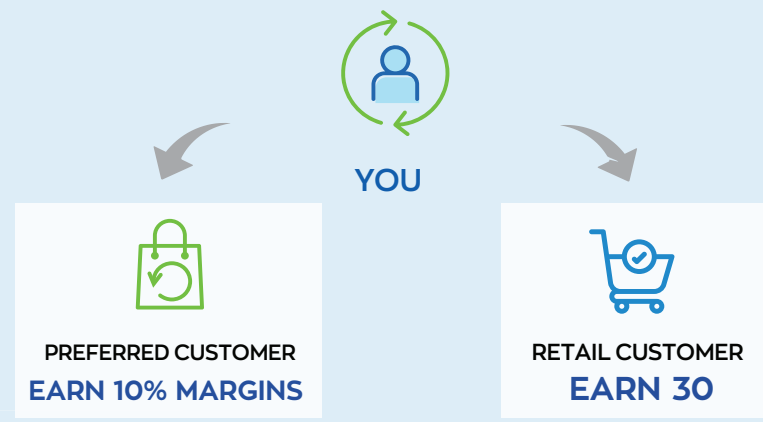 YOU
PREFERRED CUSTOMER
EARN 10% MARGINS
RETAIL CUSTOMER
EARN 30